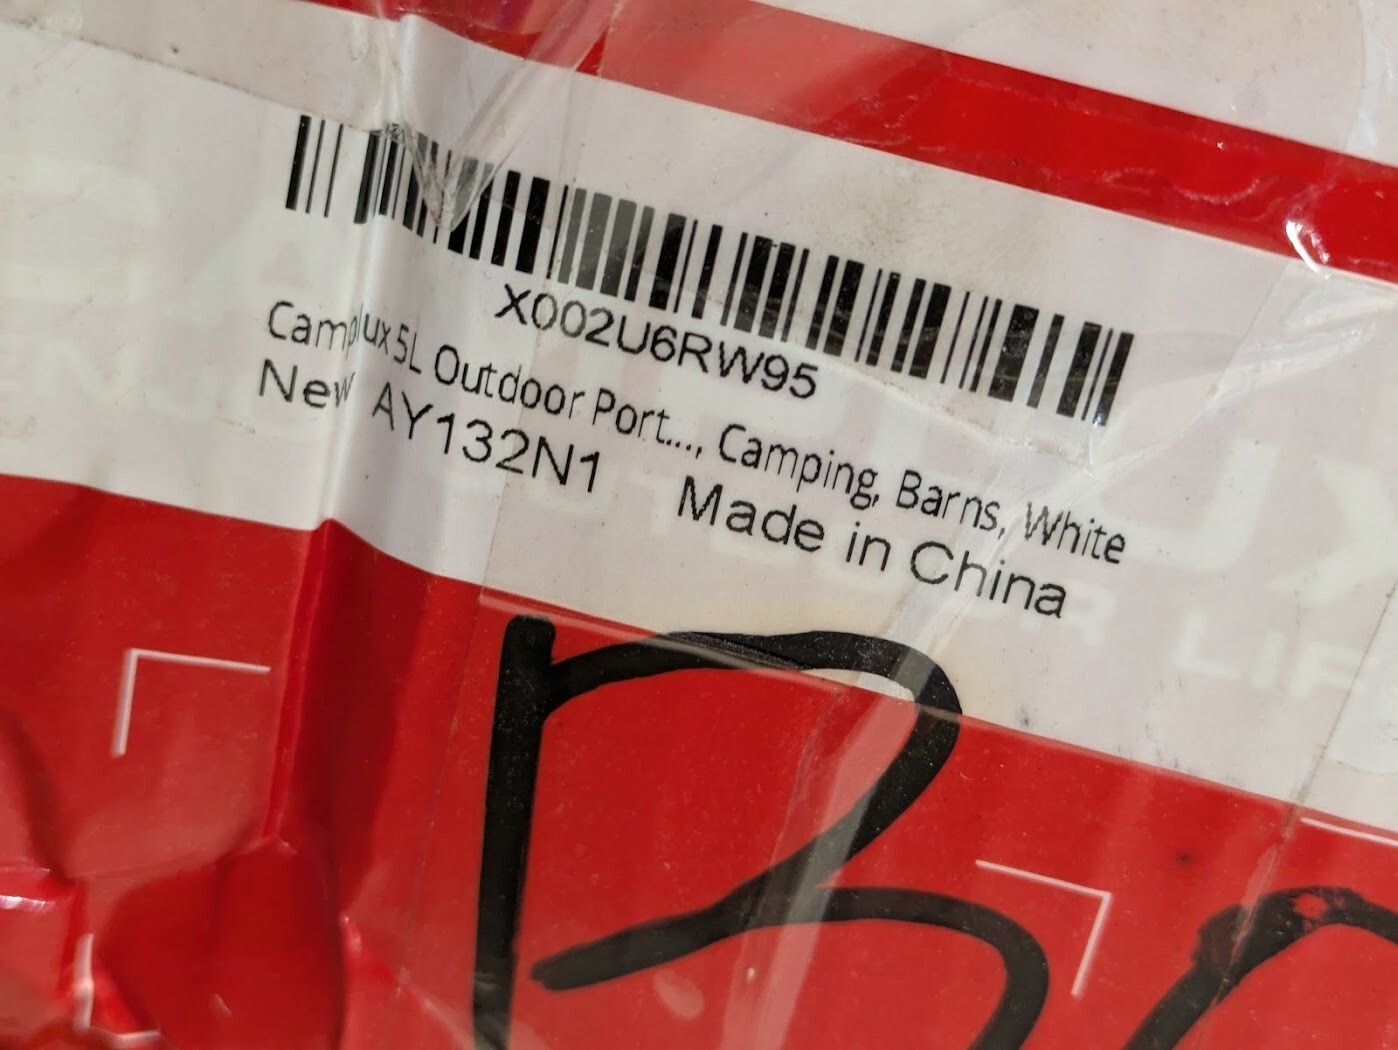 X002U6RW95
Camplux 5L Outdoor Port..., Camping, Barns, White
New AY132N1 Made in China
B